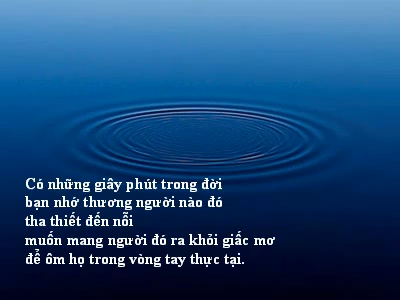 Có những giây phút trong đời
bạn nhớ thương người nào đó
tha thiết đến nỗi
muốn mang người đó ra khỏi giấc mơ
để ôm họ trong vòng tay thực tại.